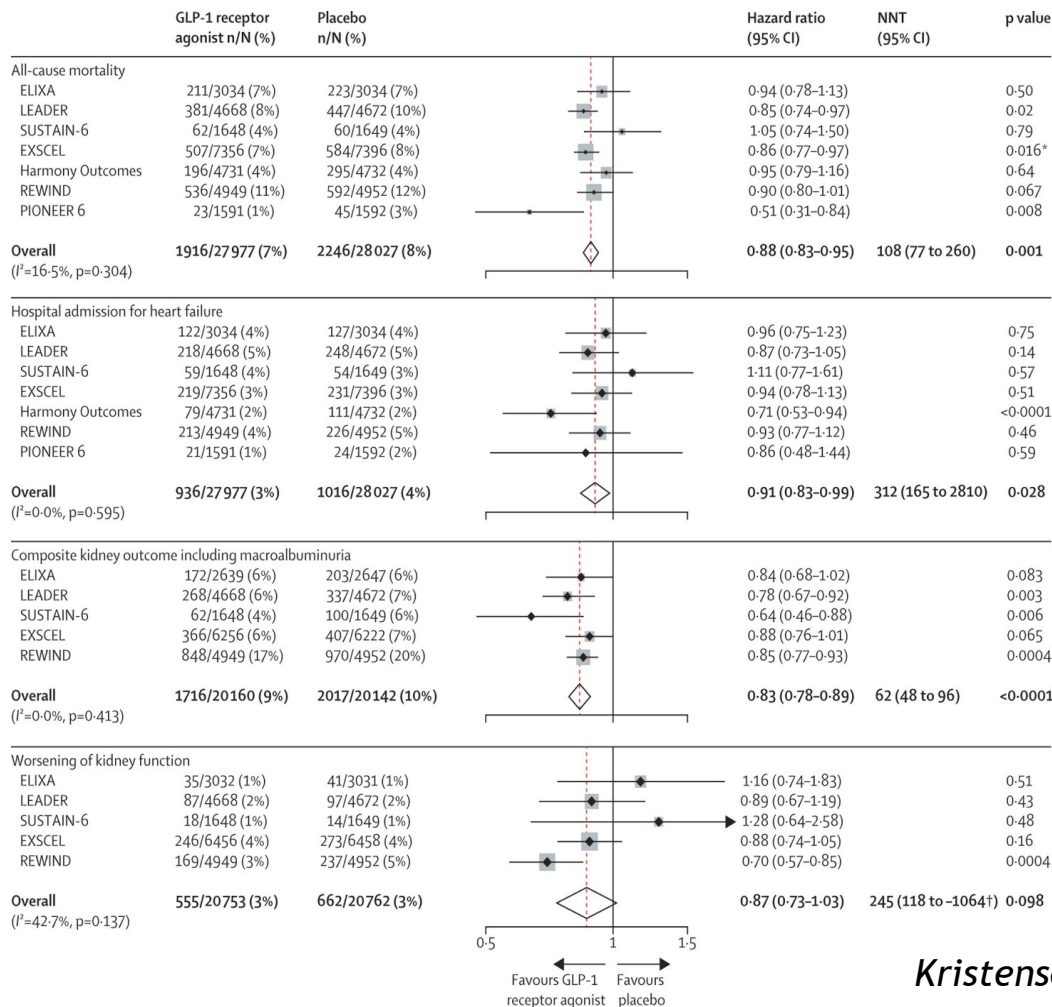 GLP-1 receptor agonist n/N (%) Placebo n/N (%) Hazard ratio (95% CI) NNT (95% CI) p value
All-cause mortality
ELIXA 211/3034 (7%) 223/3034 (7%) 0·94 (0·78–1·13) 0·50
LEADER 381/4668 (8%) 447/4672 (10%) 0·85 (0·74–0·97) 0·02
SUSTAIN-6 62/1648 (4%) 60/1649 (4%) 1·05 (0·74–1·50) 0·79
EXSCEL 507/7356 (7%) 584/7396 (8%) 0·86 (0·77–0·97) 0·016*
Harmony Outcomes 196/4731 (4%) 295/4732 (4%) 0·95 (0·79–1·16) 0·64
REWIND 536/4949 (11%) 592/4952 (12%) 0·90 (0·80–1·01) 0·067
PIONEER 6 23/1591 (1%) 45/1592 (3%) 0·51 (0·31–0·84) 0·008
Overall 1916/27 977 (7%) 2246/28 027 (8%) 0·88 (0·83–0·95) 108 (77 to 260) 0·001
(I²=16·5%, p=0·304)
Hospital admission for heart failure
ELIXA 122/3034 (4%) 127/3034 (4%) 0·96 (0·75–1·23) 0·75
LEADER 218/4668 (5%) 248/4672 (5%) 0·87 (0·73–1·05) 0·14
SUSTAIN-6 59/1648 (4%) 54/1649 (3%) 1·11 (0·77–1·61) 0·57
EXSCEL 219/7356 (3%) 231/7396 (3%) 0·94 (0·78–1·13) 0·51
Harmony Outcomes 79/4731 (2%) 111/4732 (2%) 0·71 (0·53–0·94) <0·0001
REWIND 213/4949 (4%) 226/4952 (5%) 0·93 (0·77–1·12) 0·46
PIONEER 6 21/1591 (1%) 24/1592 (2%) 0·86 (0·48–1·44) 0·59
Overall 936/27 977 (3%) 1016/28 027 (4%) 0·91 (0·83–0·99) 312 (165 to 2810) 0·028
(I²=0·0%, p=0·595)
Composite kidney outcome including macroalbuminuria
ELIXA 172/2639 (6%) 203/2647 (6%) 0·84 (0·68–1·02) 0·083
LEADER 268/4668 (6%) 337/4672 (7%) 0·78 (0·67–0·92) 0·003
SUSTAIN-6 62/1648 (4%) 100/1649 (6%) 0·64 (0·46–0·88) 0·006
EXSCEL 366/6256 (6%) 407/6222 (7%) 0·88 (0·76–1·01) 0·065
REWIND 848/4949 (17%) 970/4952 (20%) 0·85 (0·77–0·93) 0·0004
Overall 1716/20 160 (9%) 2017/20 142 (10%) 0·83 (0·78–0·89) 62 (48 to 96) <0·0001
(I²=0·0%, p=0·413)
Worsening of kidney function
ELIXA 35/3032 (1%) 41/3031 (1%) 1·16 (0·74–1·83) 0·51
LEADER 87/4668 (2%) 97/4672 (2%) 0·89 (0·67–1·19) 0·43
SUSTAIN-6 18/1648 (1%) 14/1649 (1%) 1·28 (0·64–2·58) 0·48
EXSCEL 246/6456 (4%) 273/6458 (4%) 0·88 (0·74–1·05) 0·16
REWIND 169/4949 (3%) 237/4952 (5%) 0·70 (0·57–0·85) 0·0004
Overall 555/20 753 (3%) 662/20 762 (3%) 0·87 (0·73–1·03) 245 (118 to –1064†) 0·098
(I²=42·7%, p=0·137)
0·5 1 1·5
Favours GLP-1 receptor agonist Favours placebo